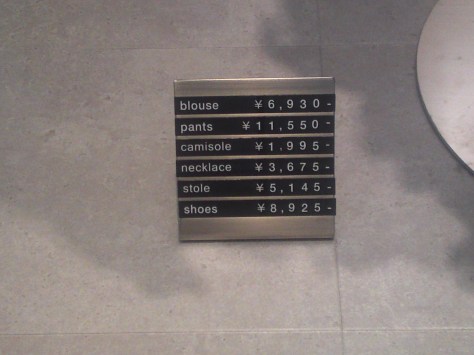 blouse ¥6,930-
pants ¥11,550-
camisole ¥1,995-
necklace ¥3,675-
stole ¥5,145-
shoes ¥8,925-